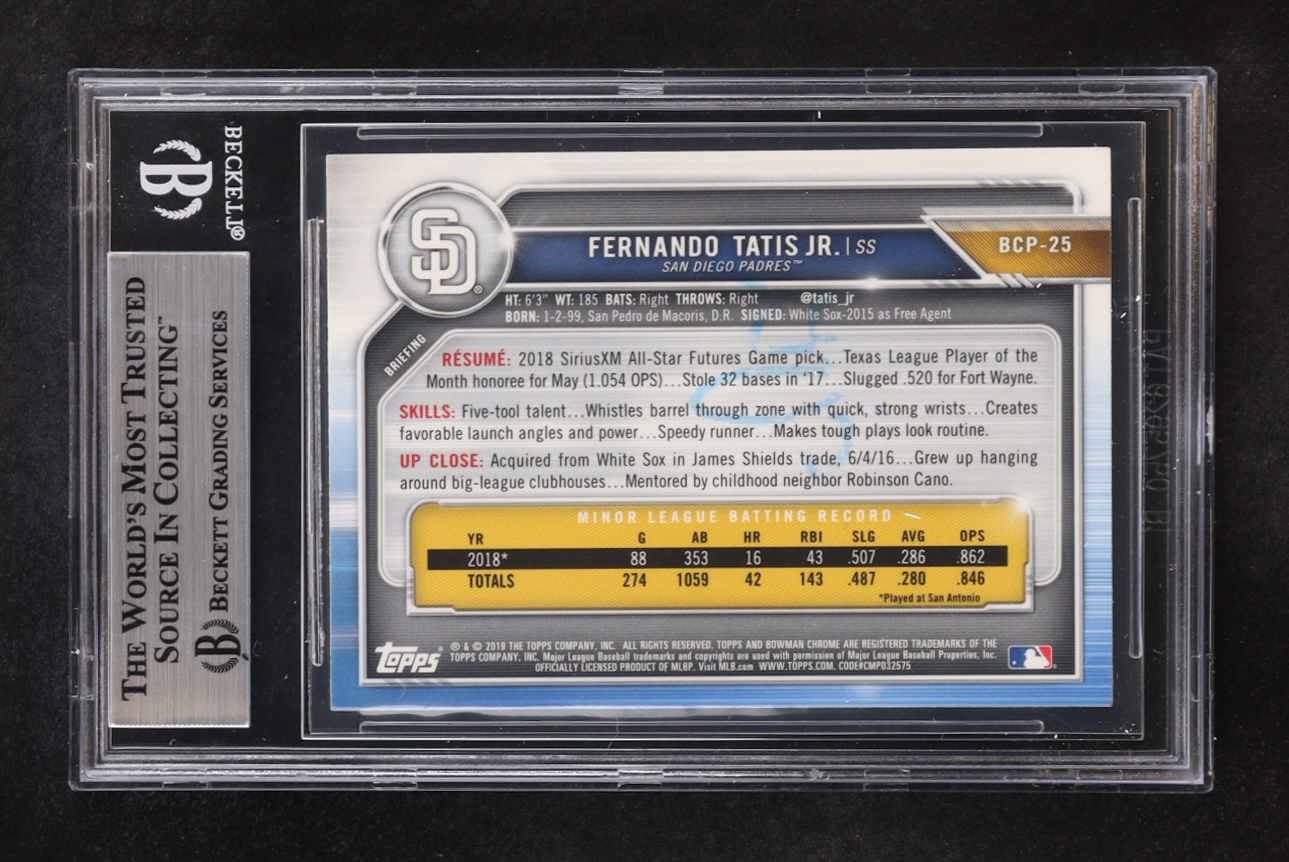 BECKETT®
THE WORLD'S MOST TRUSTED
SOURCE IN COLLECTING™
BECKETT GRADING SERVICES
SD®
FERNANDO TATIS JR. | SS
SAN DIEGO PADRES™
BCP-25
HT: 6'3" WT: 185 BATS: Right THROWS: Right @tatis_jr
BORN: 1-2-99, San Pedro de Macoris, D.R. SIGNED: White Sox-2015 as Free Agent
BRIEFING
RÉSUMÉ: 2018 SiriusXM All-Star Futures Game pick...Texas League Player of the
Month honoree for May (1.054 OPS)...Stole 32 bases in '17...Slugged .520 for Fort Wayne.
SKILLS: Five-tool talent...Whistles barrel through zone with quick, strong wrists...Creates
favorable launch angles and power...Speedy runner...Makes tough plays look routine.
UP CLOSE: Acquired from White Sox in James Shields trade, 6/4/16...Grew up hanging
around big-league clubhouses...Mentored by childhood neighbor Robinson Cano.
MINOR LEAGUE BATTING RECORD
YR G AB HR RBI SLG AVG OPS
2018* 88 353 16 43 .507 .286 .862
TOTALS 274 1059 42 143 .487 .280 .846
*Played at San Antonio
topps®
® & © 2019 THE TOPPS COMPANY, INC. ALL RIGHTS RESERVED. TOPPS AND BOWMAN CHROME ARE REGISTERED TRADEMARKS OF THE
TOPPS COMPANY, INC. Major League Baseball trademarks and copyrights are used with permission of Major League Baseball Properties, Inc.
OFFICIALLY LICENSED PRODUCT OF MLBP. Visit MLB.com WWW.TOPPS.COM. CODE#CMP032575